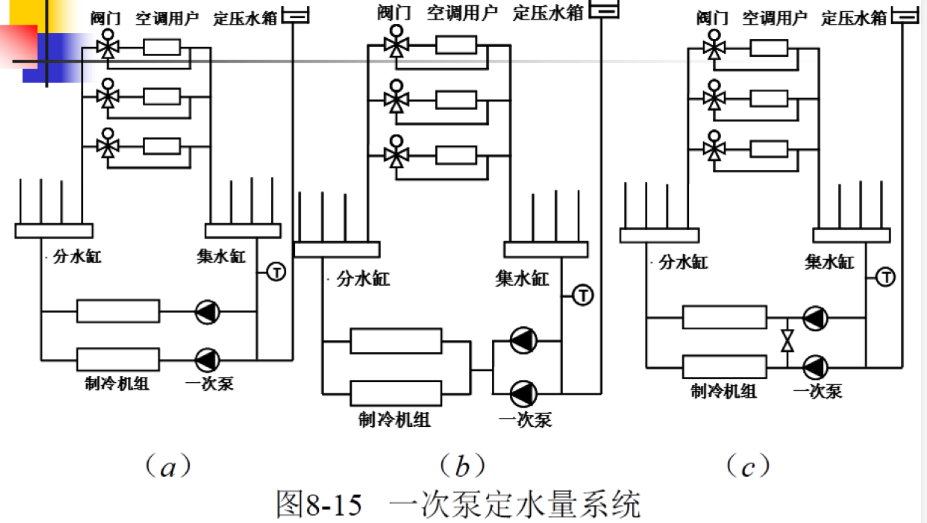 阀门 空调用户 定压水箱
阀门 空调用户 定压水箱
阀门 空调用户 定压水箱
分水缸 集水缸
T
分水缸 集水缸
T
分水缸 集水缸
T
制冷机组 一次泵
制冷机组 一次泵
制冷机组 一次泵
(a) (b) (c)
图8-15 一次泵定水量系统